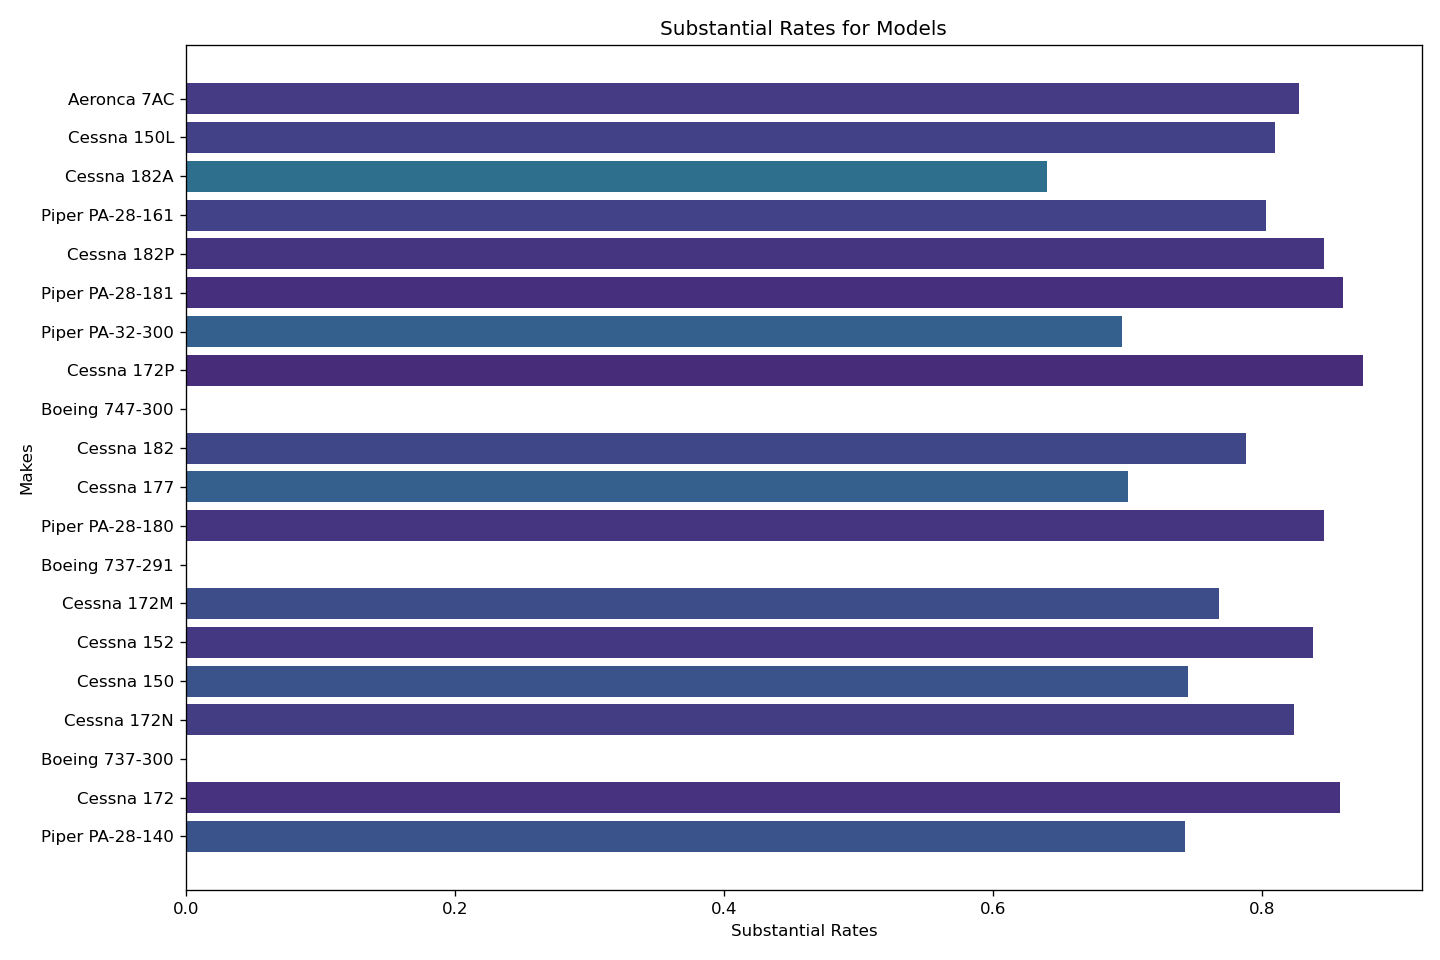 Substantial Rates for Models
Makes
Aeronca 7AC
Cessna 150L
Cessna 182A
Piper PA-28-161
Cessna 182P
Piper PA-28-181
Piper PA-32-300
Cessna 172P
Boeing 747-300
Cessna 182
Cessna 177
Piper PA-28-180
Boeing 737-291
Cessna 172M
Cessna 152
Cessna 150
Cessna 172N
Boeing 737-300
Cessna 172
Piper PA-28-140
0.0 0.2 0.4 0.6 0.8
Substantial Rates